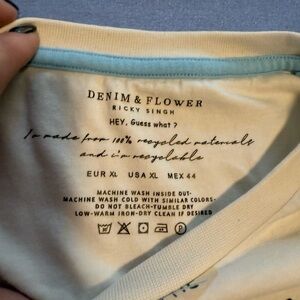 DENIM & FLOWER
RICKY SINGH
HEY, Guess what ?
I'm made from 100% recycled materials
and i'm recyclable
EUR XL USA XL MEX 44
MACHINE WASH INSIDE OUT-
MACHINE WASH COLD WITH SIMILAR COLORS-
DO NOT BLEACH-TUMBLE DRY
LOW-WARM IRON-DRY CLEAN IF DESIRED